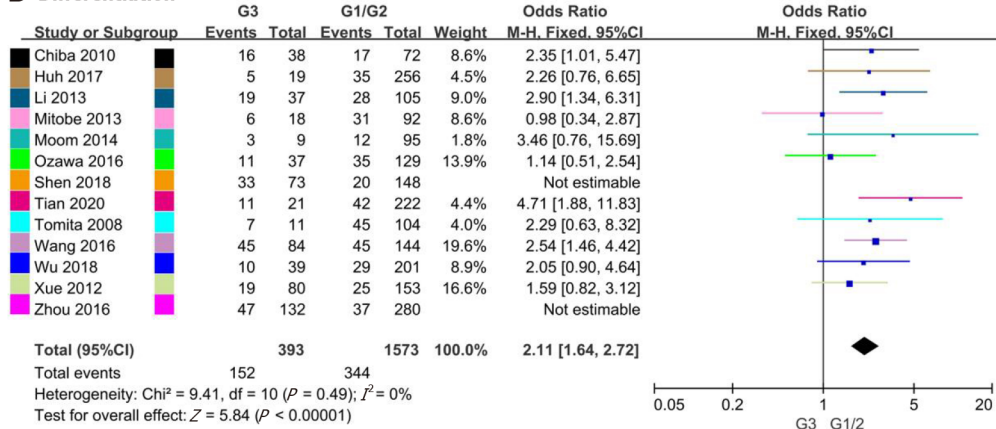 G3 G1/G2 Odds Ratio Odds Ratio
Study or Subgroup Events Total Events Total Weight M-H. Fixed. 95%CI M-H. Fixed. 95%CI
Chiba 2010 16 38 17 72 8.6% 2.35 [1.01, 5.47]
Huh 2017 5 19 35 256 4.5% 2.26 [0.76, 6.65]
Li 2013 19 37 28 105 9.0% 2.90 [1.34, 6.31]
Mitobe 2013 6 18 31 92 8.6% 0.98 [0.34, 2.87]
Moom 2014 3 9 12 95 1.8% 3.46 [0.76, 15.69]
Ozawa 2016 11 37 35 129 13.9% 1.14 [0.51, 2.54]
Shen 2018 33 73 20 148 Not estimable
Tian 2020 11 21 42 222 4.4% 4.71 [1.88, 11.83]
Tomita 2008 7 11 45 104 4.0% 2.29 [0.63, 8.32]
Wang 2016 45 84 45 144 19.6% 2.54 [1.46, 4.42]
Wu 2018 10 39 29 201 8.9% 2.05 [0.90, 4.64]
Xue 2012 19 80 25 153 16.6% 1.59 [0.82, 3.12]
Zhou 2016 47 132 37 280 Not estimable
Total (95%CI) 393 1573 100.0% 2.11 [1.64, 2.72]
Total events 152 344
Heterogeneity: Chi² = 9.41, df = 10 (P = 0.49); I² = 0%
Test for overall effect: Z = 5.84 (P < 0.00001)
0.05 0.2 1 5 20
G3 G1/2